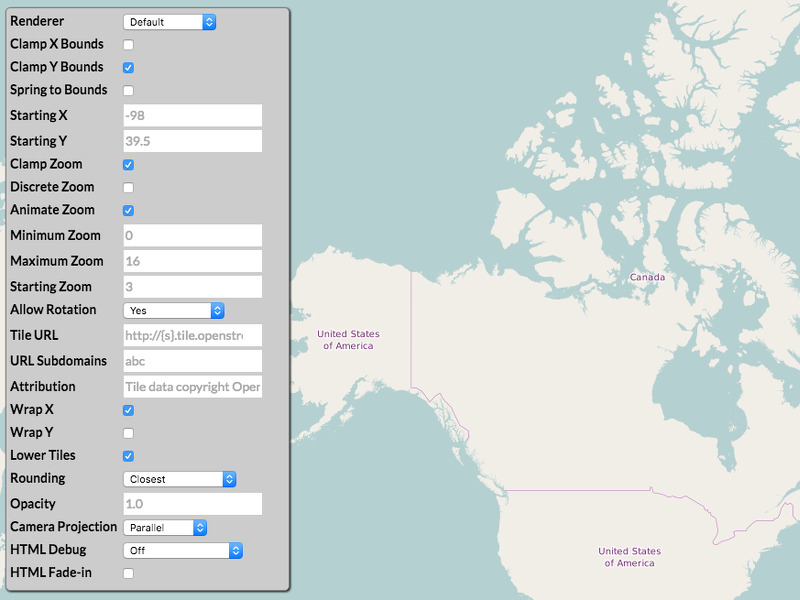 Renderer Default
Clamp X Bounds
Clamp Y Bounds
Spring to Bounds
Starting X -98
Starting Y 39.5
Clamp Zoom
Discrete Zoom
Animate Zoom
Minimum Zoom 0
Maximum Zoom 16
Starting Zoom 3
Allow Rotation Yes
Tile URL http://{s}.tile.openstr
URL Subdomains abc
Attribution Tile data copyright Oper
Wrap X
Wrap Y
Lower Tiles
Rounding Closest
Opacity 1.0
Camera Projection Parallel
HTML Debug Off
HTML Fade-in
Canada
United States
of America
United States
of America